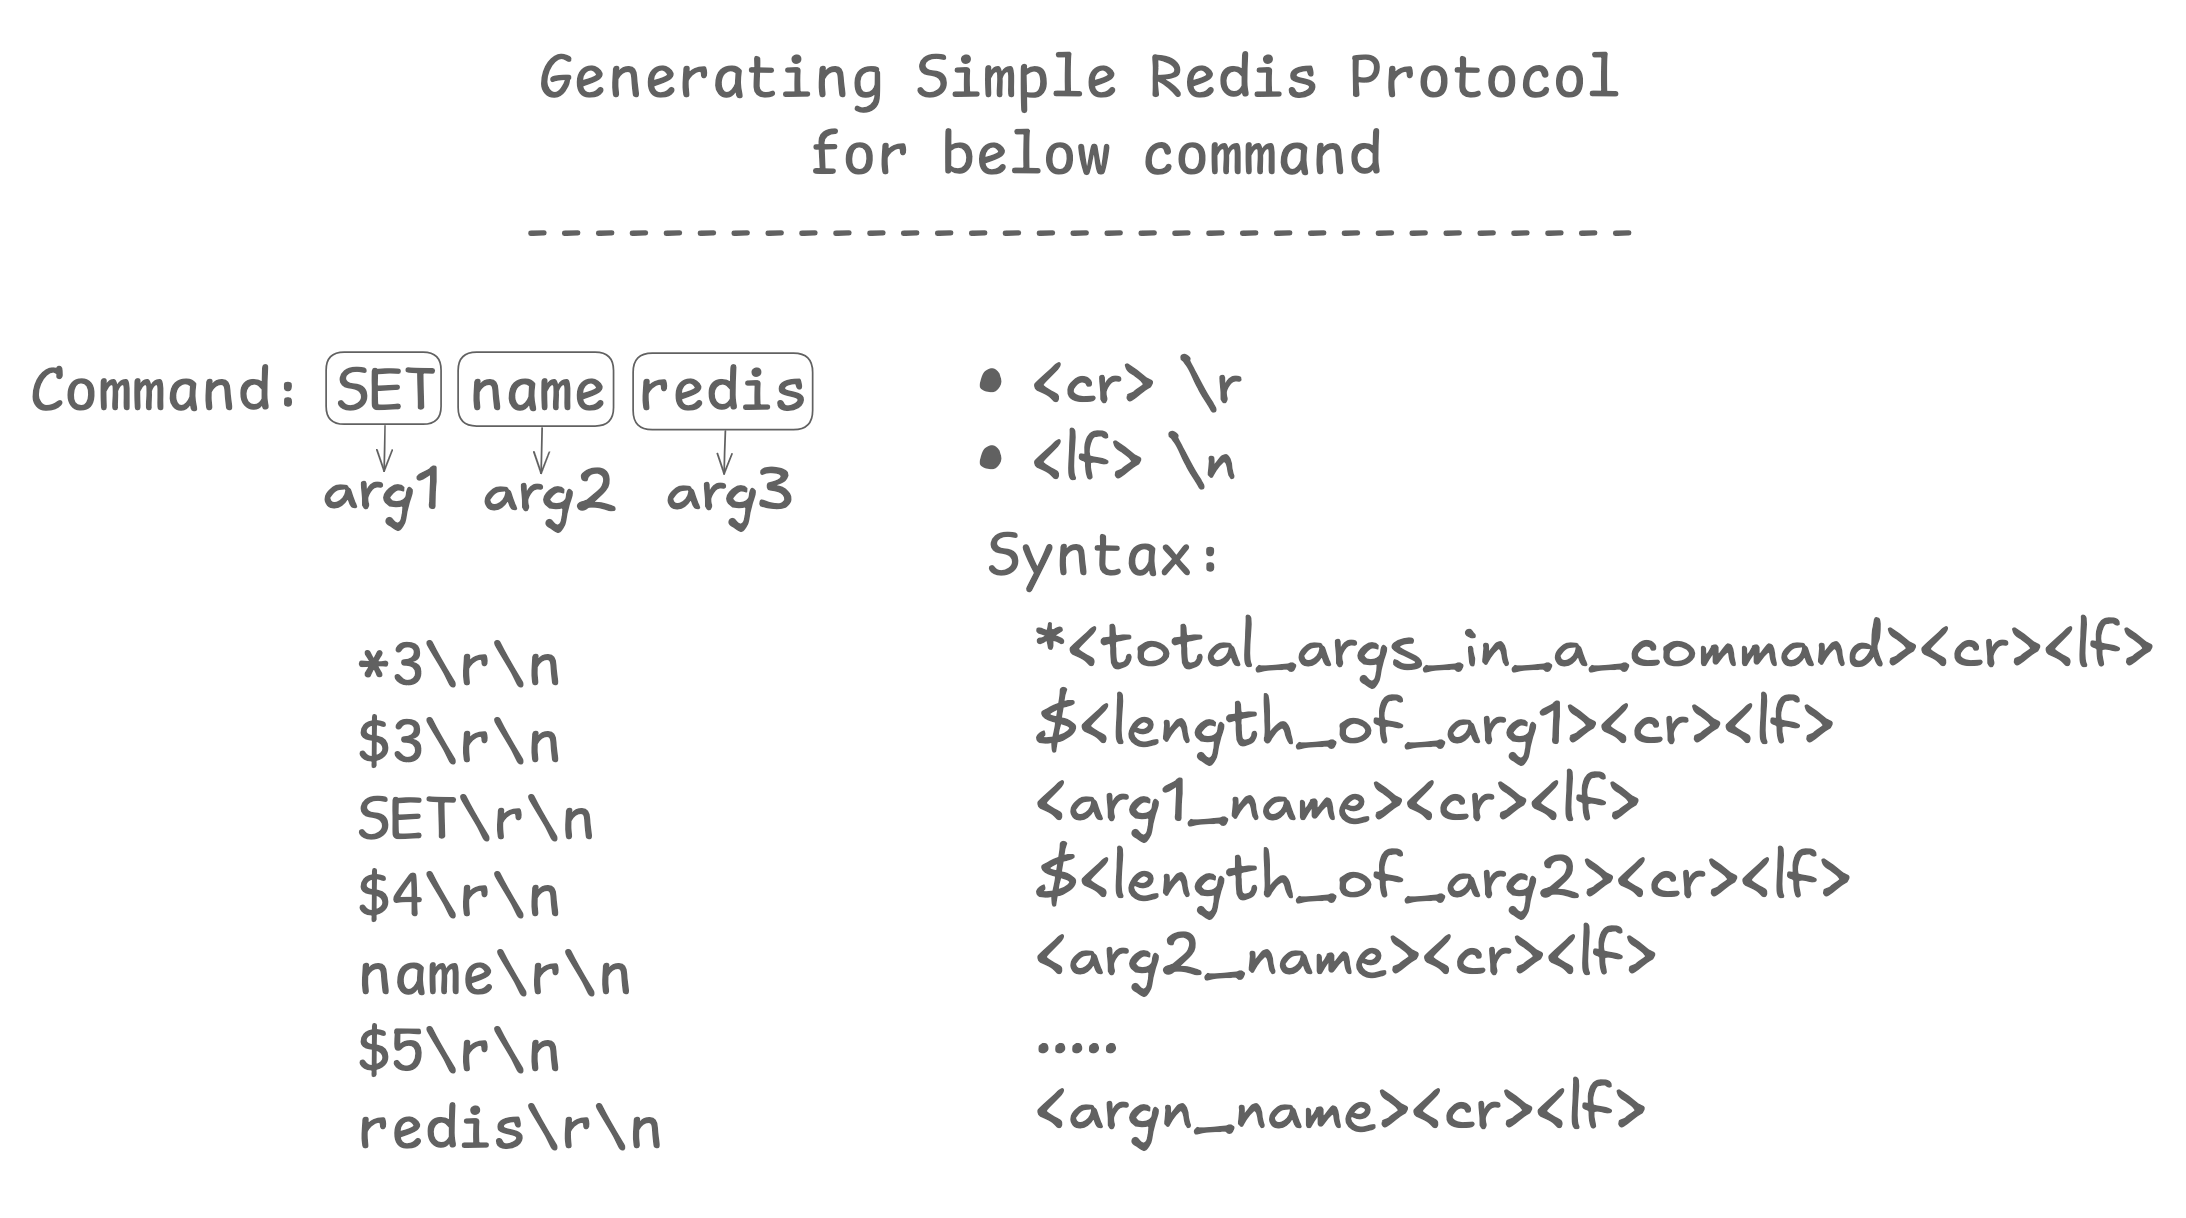 Generating Simple Redis Protocol
for below command
- - - - - - - - - - - - - - - - - - - - - - - - - - - - - - - - -
Command: SET name redis
arg1 arg2 arg3
*3\r\n
$3\r\n
SET\r\n
$4\r\n
name\r\n
$5\r\n
redis\r\n
• <cr> \r
• <lf> \n
Syntax:
*<total_args_in_a_command><cr><lf>
$<length_of_arg1><cr><lf>
<arg1_name><cr><lf>
$<length_of_arg2><cr><lf>
<arg2_name><cr><lf>
.....
<argn_name><cr><lf>